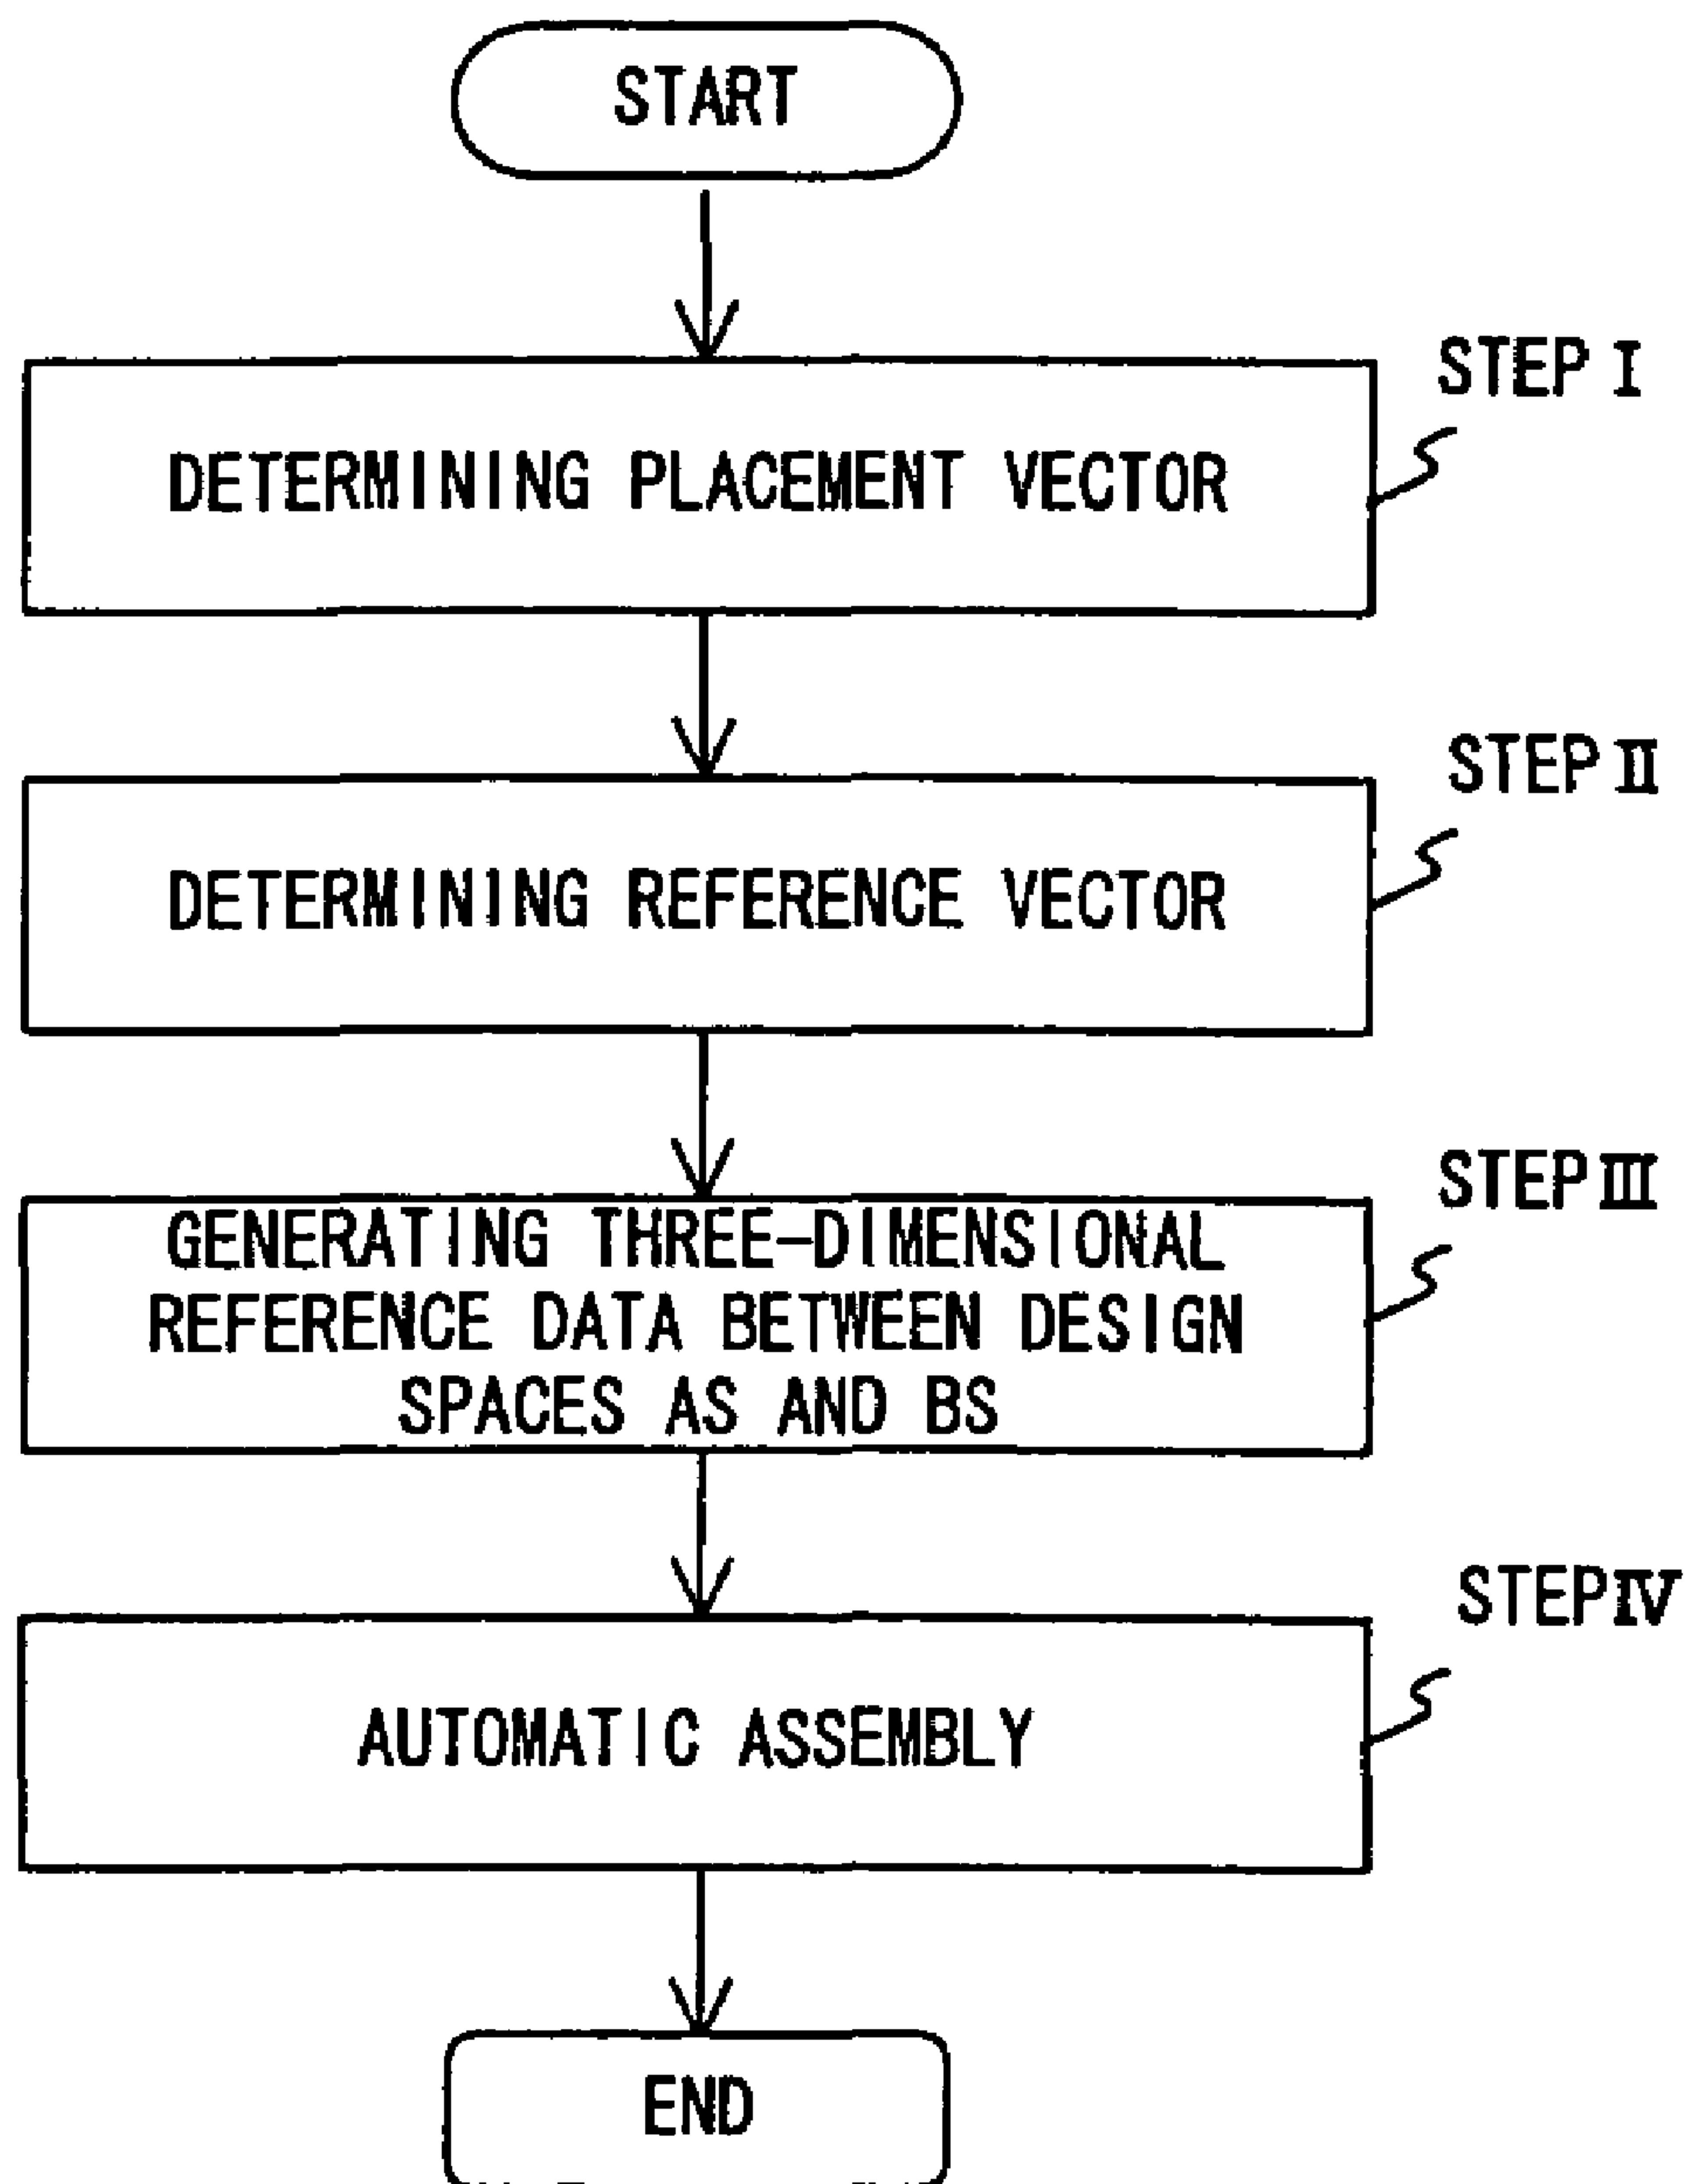 START
STEP I
DETERMINING PLACEMENT VECTOR
STEP II
DETERMINING REFERENCE VECTOR
STEP III
GENERATING THREE-DIMENSIONAL
REFERENCE DATA BETWEEN DESIGN
SPACES AS AND BS
STEP IV
AUTOMATIC ASSEMBLY
END